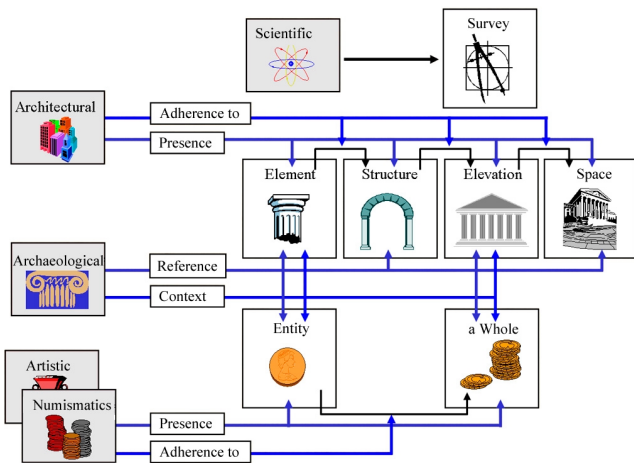 Scientific
Survey
Architectural
Adherence to
Presence
Element
Structure
Elevation
Space
Archaeological
Reference
Context
Entity
a Whole
Artistic
Numismatics
Presence
Adherence to